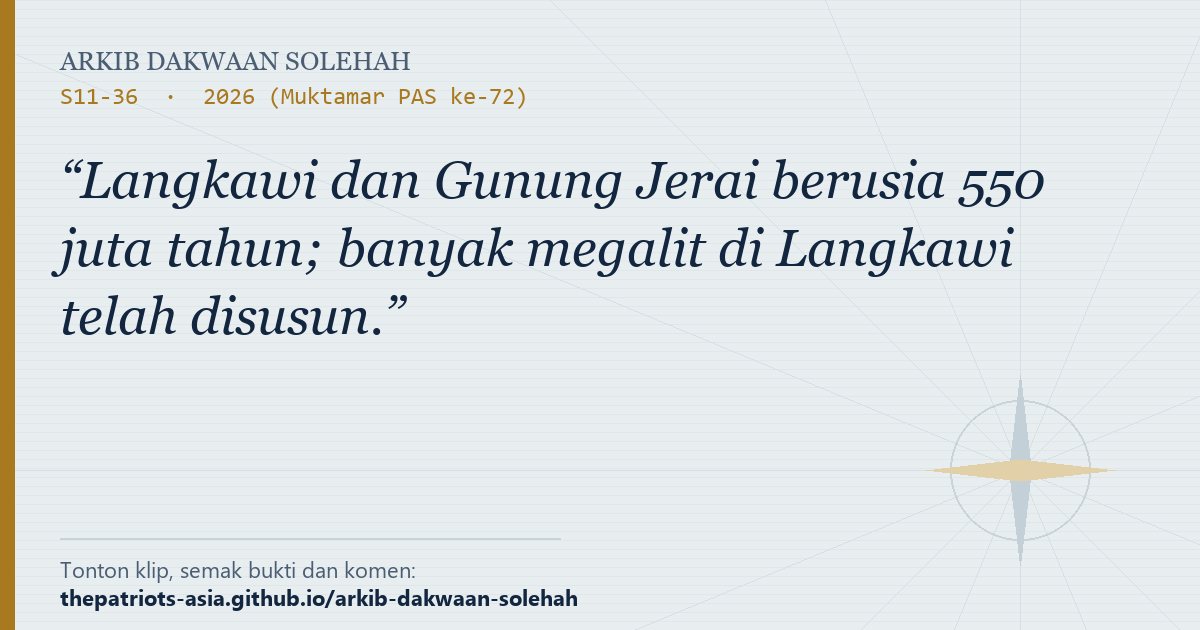 ARKIB DAKWAAN SOLEHAH
S11-36 · 2026 (Muktamar PAS ke-72)
“Langkawi dan Gunung Jerai berusia 550
juta tahun; banyak megalit di Langkawi
telah disusun.”
Tonton klip, semak bukti dan komen:
thepatriots-asia.github.io/arkib-dakwaan-solehah